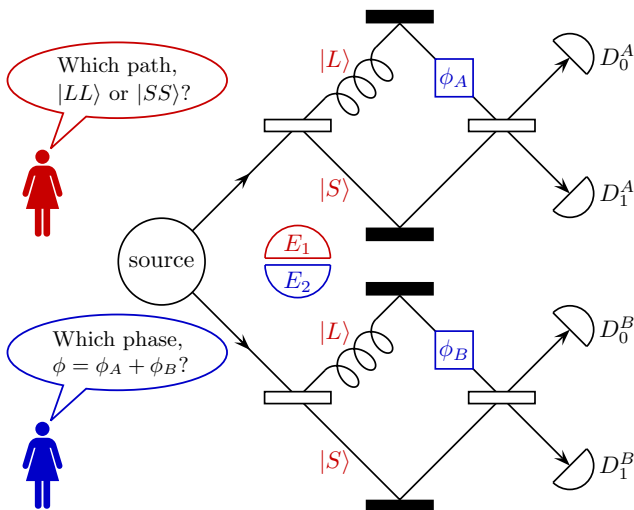 |L⟩
ϕ_A
D_0^A
Which path,
|LL⟩ or |SS⟩?
|S⟩
D_1^A
source
E_1
E_2
Which phase,
ϕ = ϕ_A + ϕ_B?
|L⟩
ϕ_B
D_0^B
|S⟩
D_1^B